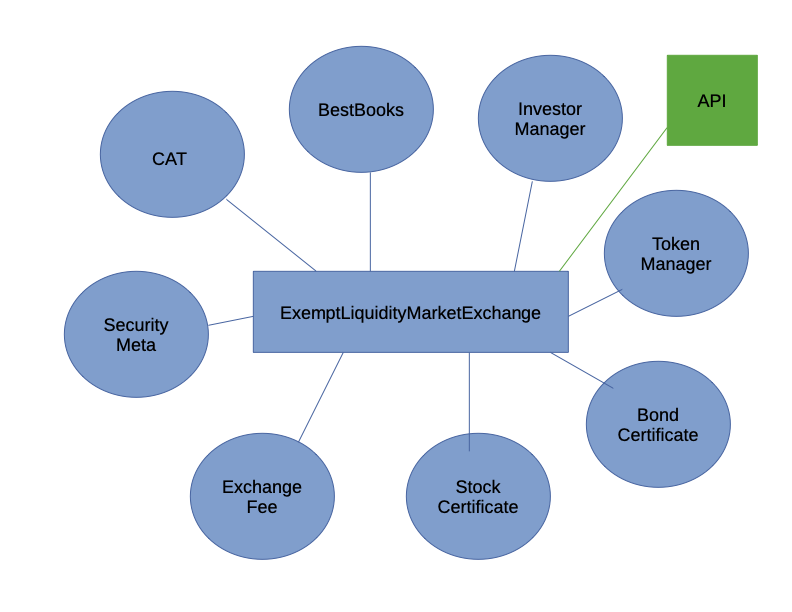 BestBooks
Investor
Manager
API
CAT
Token
Manager
ExemptLiquidityMarketExchange
Security
Meta
Bond
Certificate
Exchange
Fee
Stock
Certificate